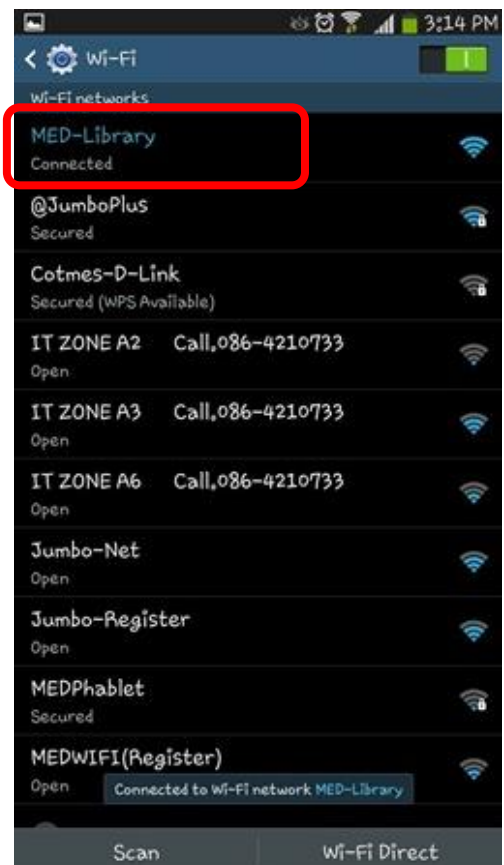 3:14 PM
Wi-Fi
Wi-Fi networks
MED-Library
Connected
@JumboPlus
Secured
Cotmes-D-Link
Secured (WPS Available)
IT ZONE A2 Call,086-4210733
Open
IT ZONE A3 Call,086-4210733
Open
IT ZONE A6 Call,086-4210733
Open
Jumbo-Net
Open
Jumbo-Register
Open
MEDPhablet
Secured
MEDWIFI(Register)
Open
Connected to Wi-Fi network MED-Library
Scan Wi-Fi Direct